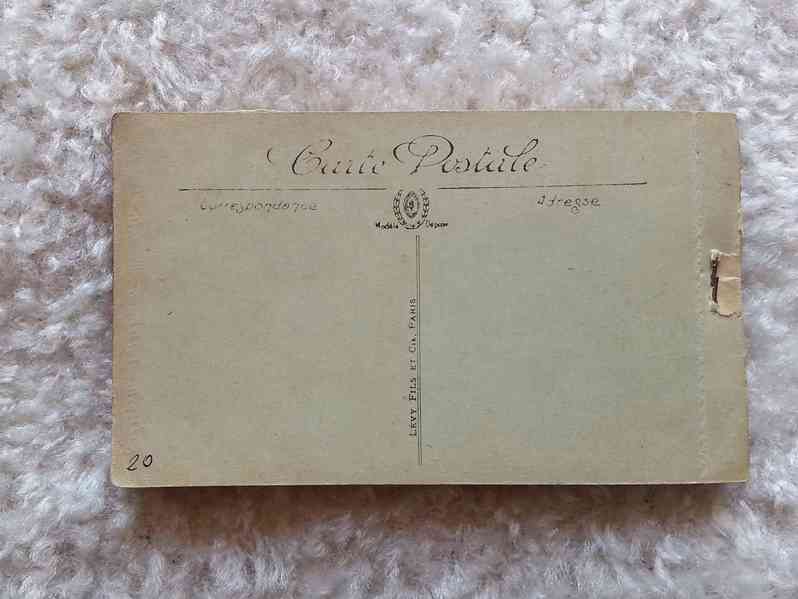 Carte Postale
Correspondance
Adresse
Modèle Déposé
LÉVY FILS ET CIE, PARIS
20